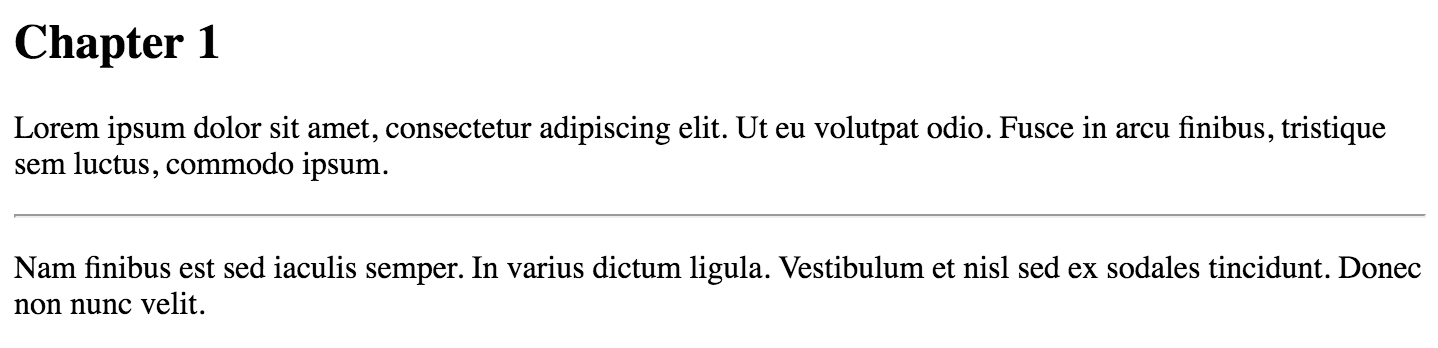 Chapter 1
Lorem ipsum dolor sit amet, consectetur adipiscing elit. Ut eu volutpat odio. Fusce in arcu finibus, tristique
sem luctus, commodo ipsum.
Nam finibus est sed iaculis semper. In varius dictum ligula. Vestibulum et nisl sed ex sodales tincidunt. Donec
non nunc velit.